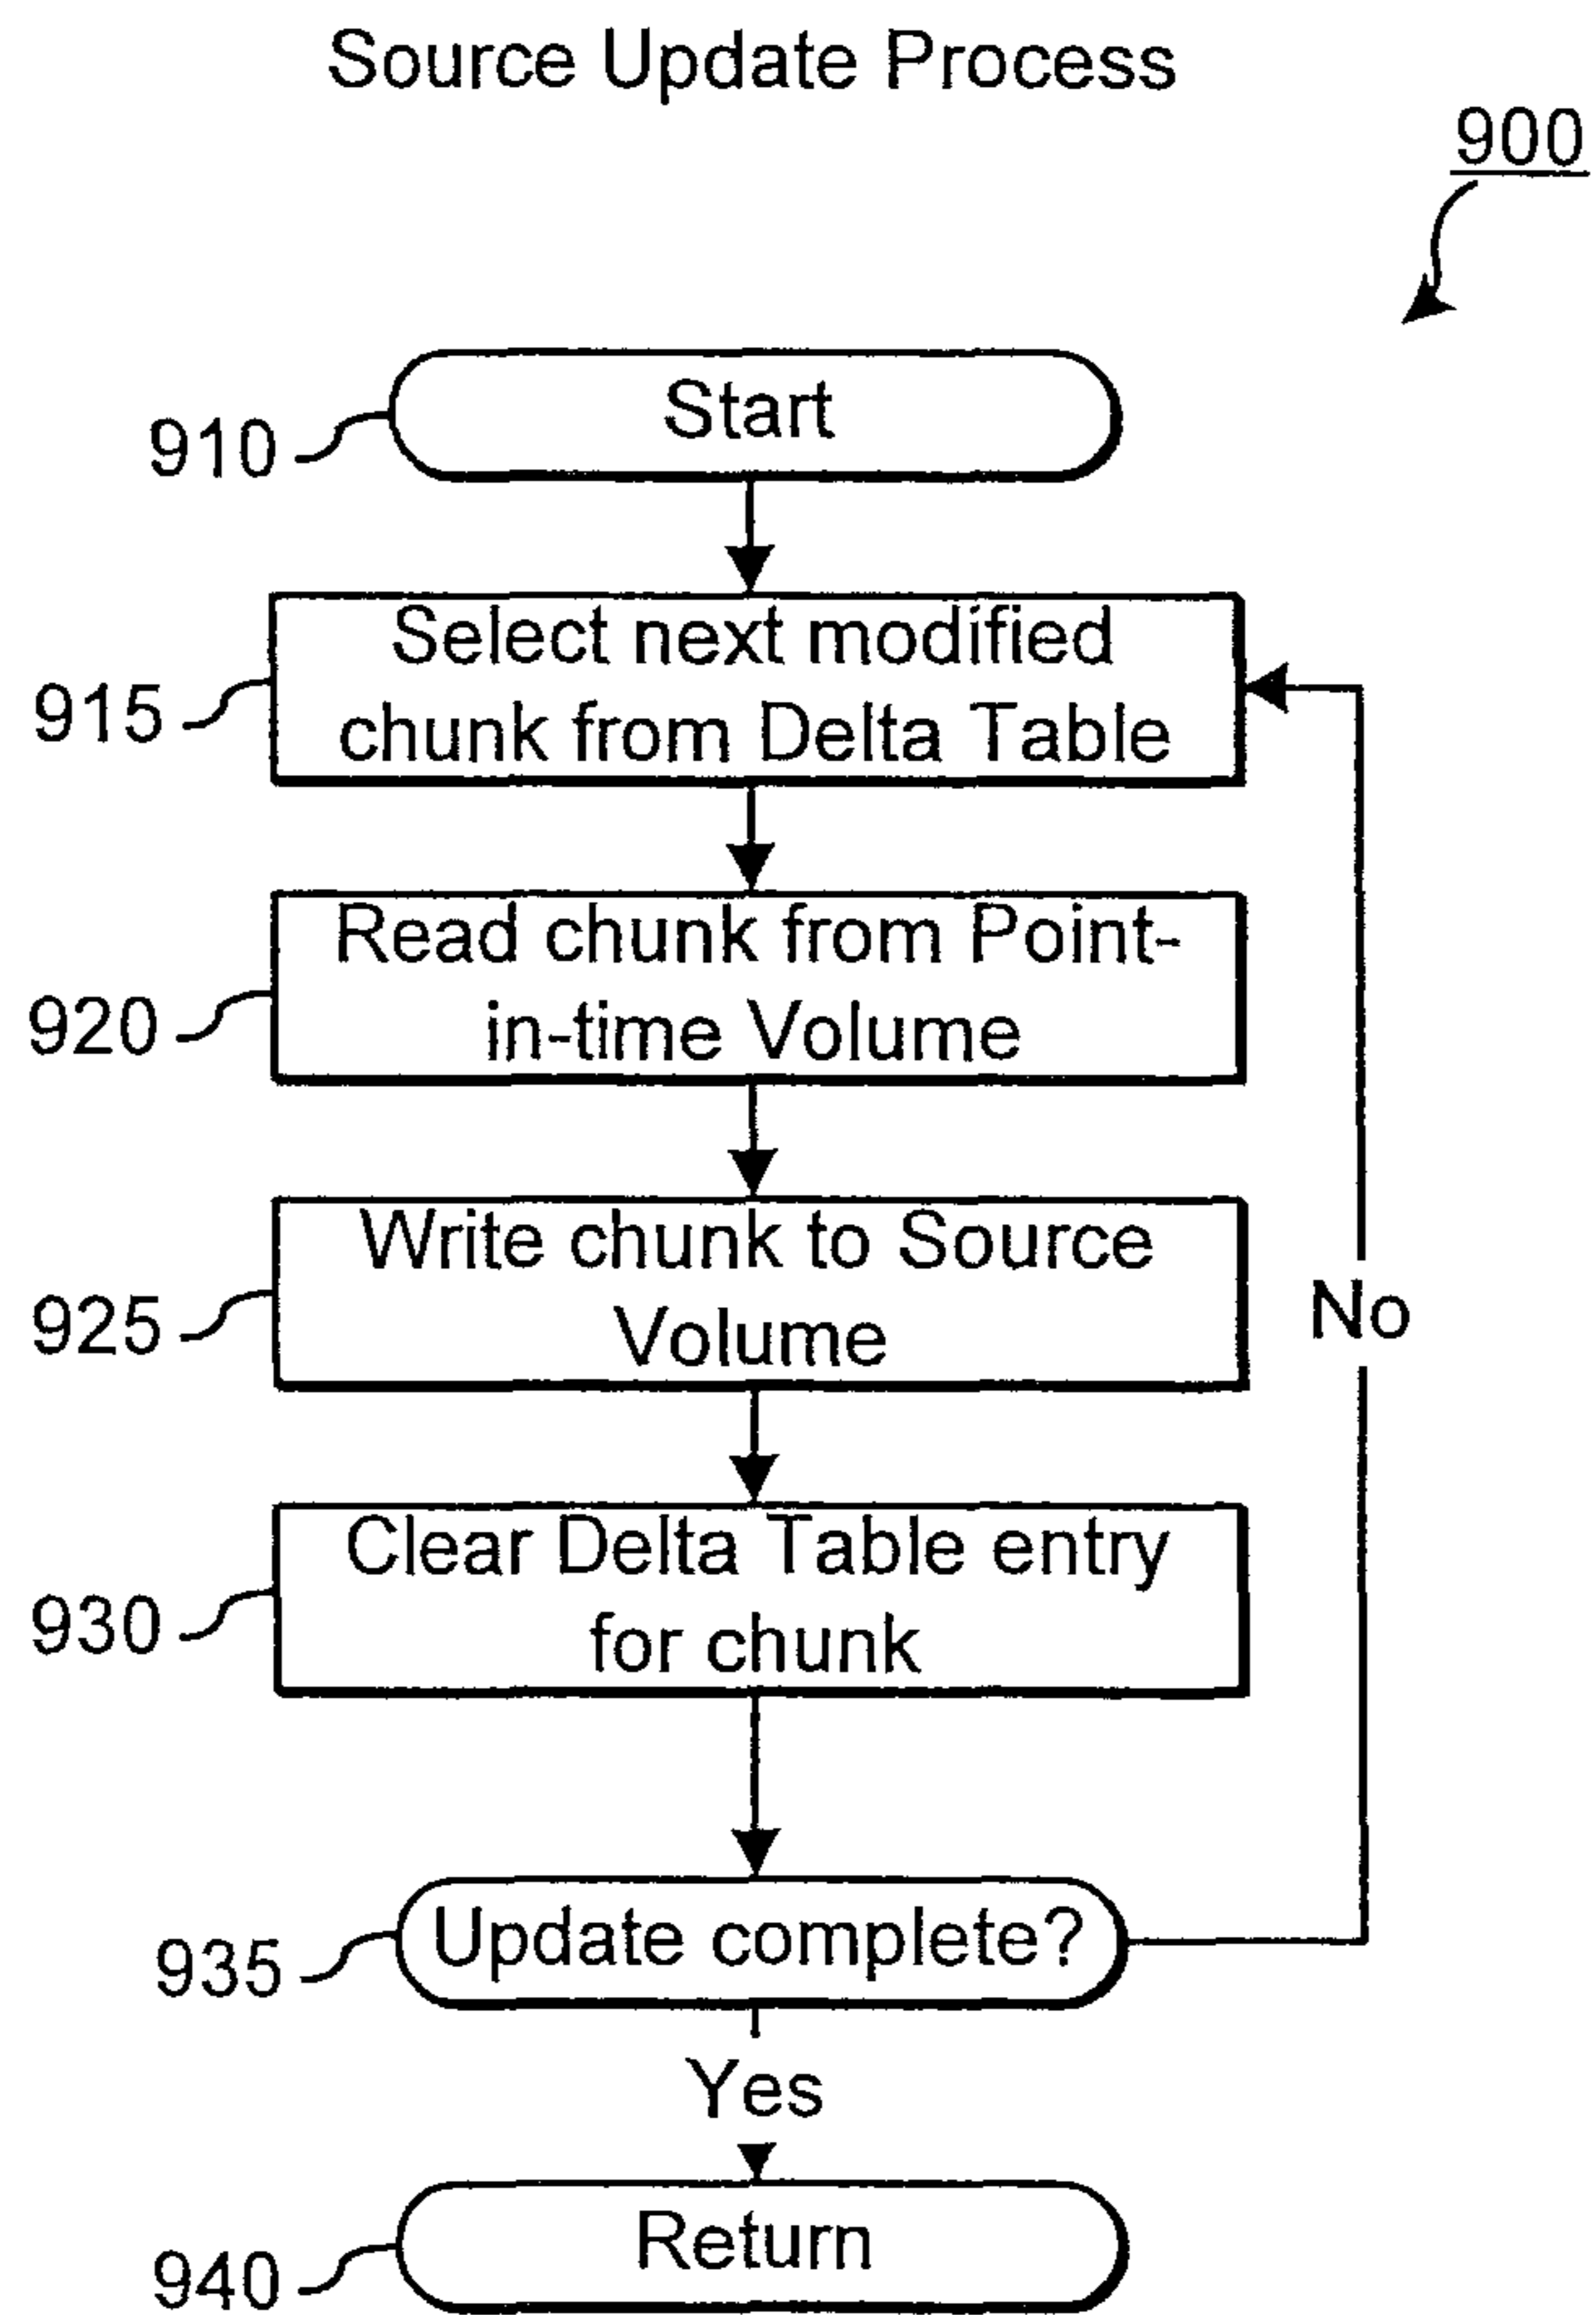 Source Update Process
900
Start
910
Select next modified
chunk from Delta Table
915
Read chunk from Point-
in-time Volume
920
Write chunk to Source
Volume
925
No
Clear Delta Table entry
for chunk
930
Update complete?
935
Yes
Return
940